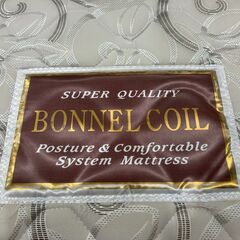 SUPER QUALITY
BONNEL COIL
Posture & Comfortable
System Mattress